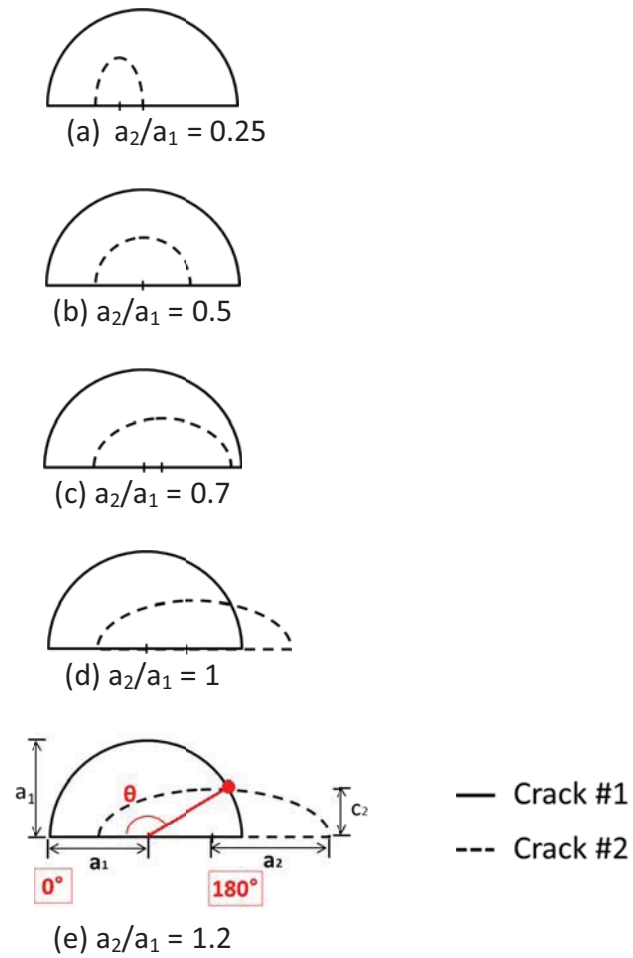 (a) a₂/a₁ = 0.25
(b) a₂/a₁ = 0.5
(c) a₂/a₁ = 0.7
(d) a₂/a₁ = 1
a₁
θ
c₂
a₁
a₂
0°
180°
(e) a₂/a₁ = 1.2
Crack #1
Crack #2